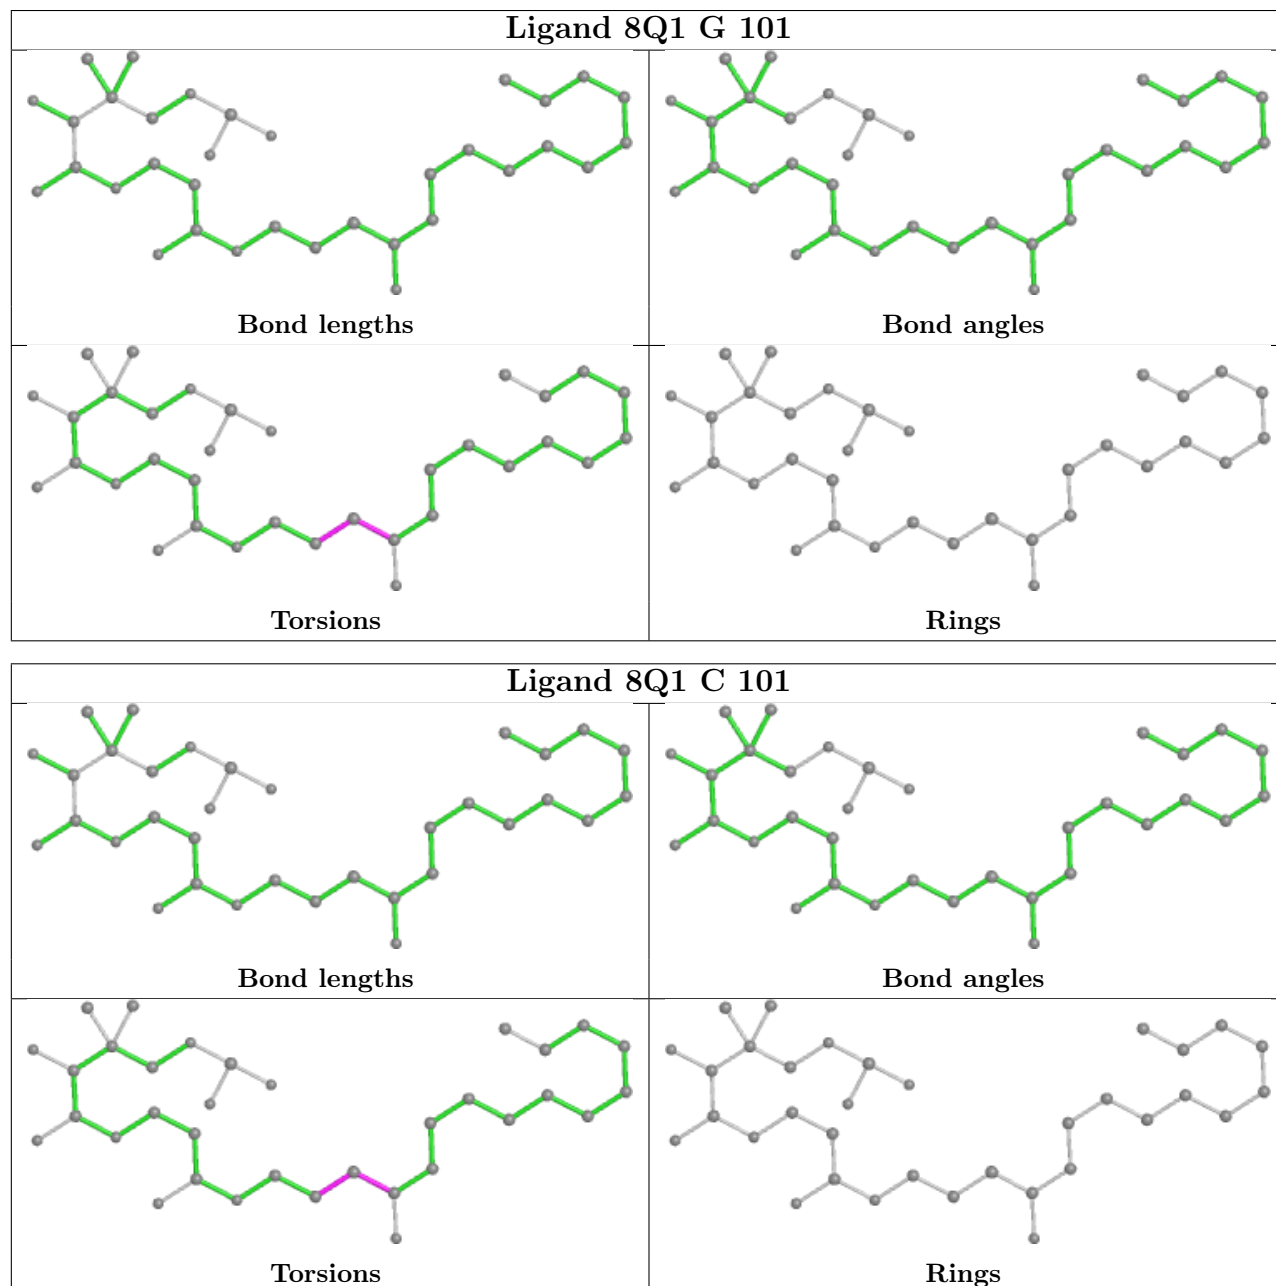 Ligand 8Q1 G 101
Bond lengths
Bond angles
Torsions
Rings
Ligand 8Q1 C 101
Bond lengths
Bond angles
Torsions
Rings